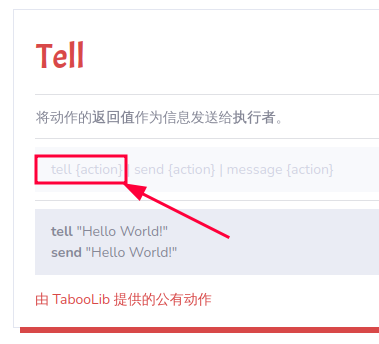 Tell
将动作的返回值作为信息发送给执行者。
tell {action} | send {action} | message {action}
tell "Hello World!"
send "Hello World!"
由 TabooLib 提供的公有动作